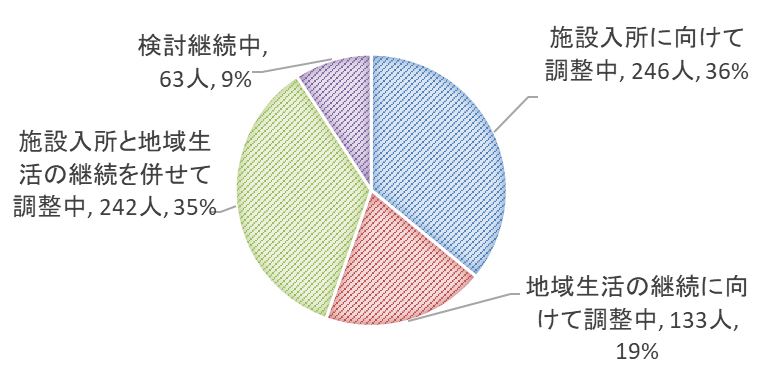 検討継続中,
63人, 9%
施設入所に向けて
調整中, 246人, 36%
施設入所と地域生
活の継続を併せて
調整中, 242人, 35%
地域生活の継続に向
けて調整中, 133人,
19%